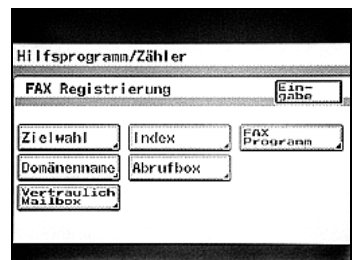 Hilfsprogramm/Zähler
FAX Registrierung
Ein-
gabe
Zielwahl
Index
FAX
Programm
Domänenname
Abrufbox
Vertraulich
Mailbox